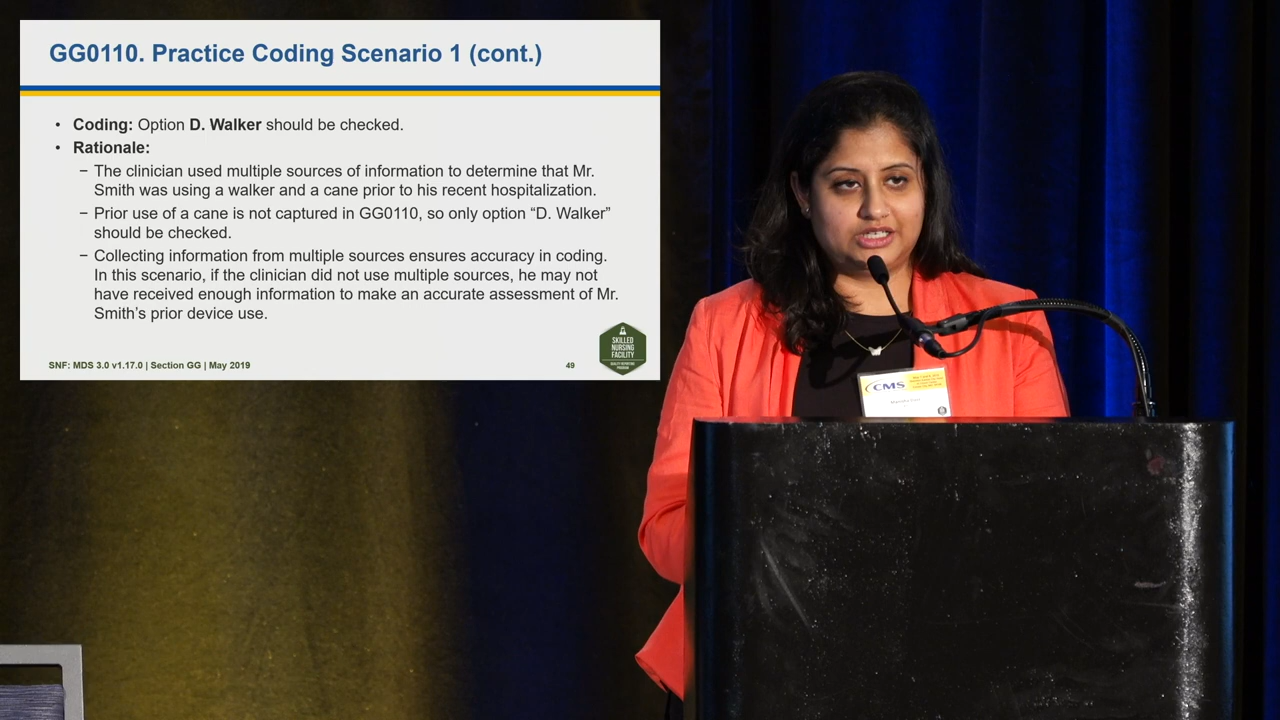 GG0110. Practice Coding Scenario 1 (cont.)
• Coding: Option D. Walker should be checked.
• Rationale:
− The clinician used multiple sources of information to determine that Mr.
Smith was using a walker and a cane prior to his recent hospitalization.
− Prior use of a cane is not captured in GG0110, so only option “D. Walker”
should be checked.
− Collecting information from multiple sources ensures accuracy in coding.
In this scenario, if the clinician did not use multiple sources, he may not
have received enough information to make an accurate assessment of Mr.
Smith’s prior device use.
SKILLED
NURSING
FACILITY
SNF: MDS 3.0 v1.17.0 | Section GG | May 2019
49
CMS